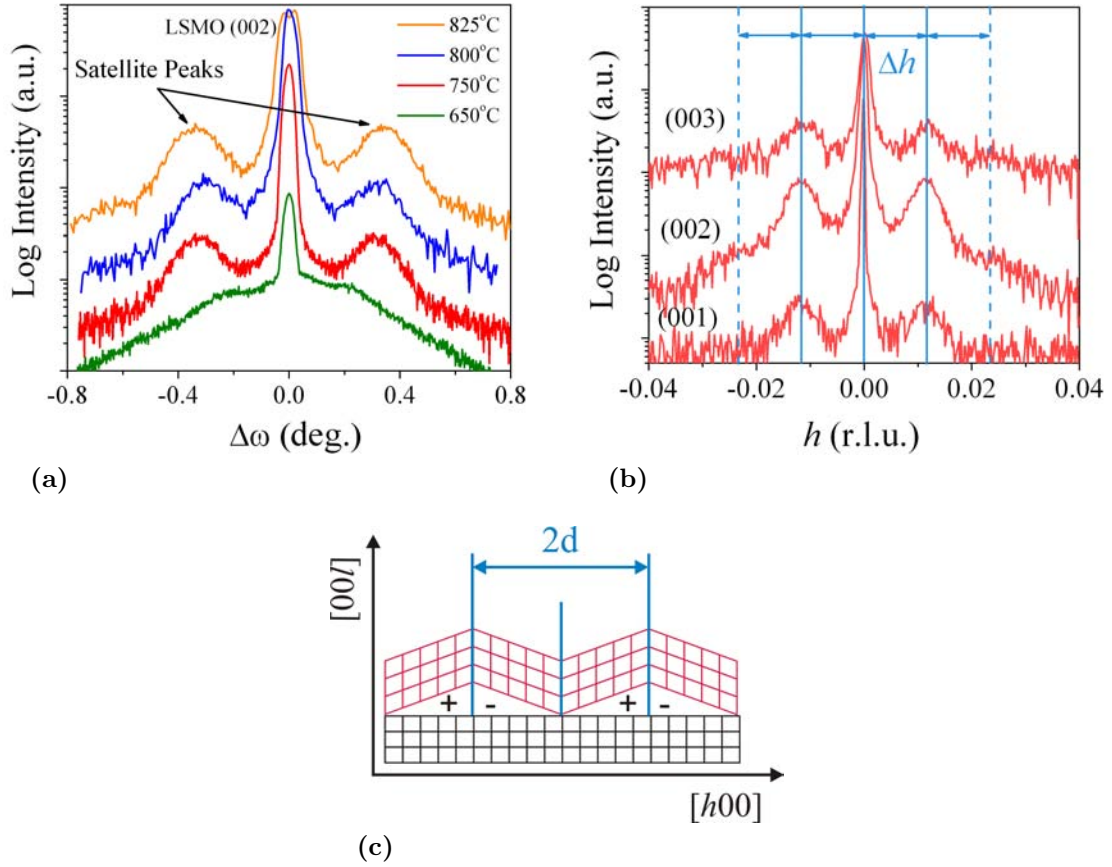 LSMO (002)
825°C
800°C
750°C
650°C
Satellite Peaks
Log Intensity (a.u.)
-0.8 -0.4 0.0 0.4 0.8
Δω (deg.)
(a)
Δh
(003)
(002)
(001)
Log Intensity (a.u.)
-0.04 -0.02 0.00 0.02 0.04
h (r.l.u.)
(b)
2d
[00l]
+ - + -
[h00]
(c)